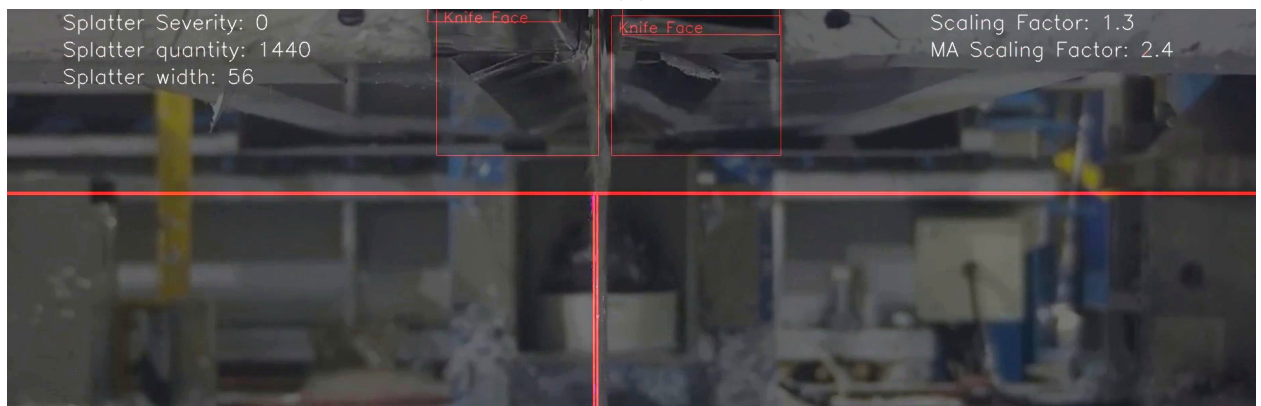 Splatter Severity: 0
Splatter quantity: 1440
Splatter width: 56
Knife Face
Knife Face
Scaling Factor: 1.3
MA Scaling Factor: 2.4